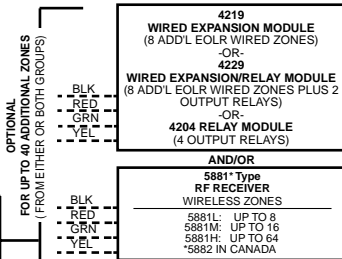 OPTIONAL
FOR UP TO 40 ADDITIONAL ZONES
( FROM EITHER OR BOTH GROUPS)
BLK
RED
GRN
YEL
4219
WIRED EXPANSION MODULE
(8 ADD'L EOLR WIRED ZONES)
-OR-
4229
WIRED EXPANSION/RELAY MODULE
(8 ADD'L EOLR WIRED ZONES PLUS 2
OUTPUT RELAYS)
-OR-
4204 RELAY MODULE
(4 OUTPUT RELAYS)
AND/OR
BLK
RED
GRN
YEL
5881* Type
RF RECEIVER
WIRELESS ZONES
5881L: UP TO 8
5881M: UP TO 16
5881H: UP TO 64
*5882 IN CANADA